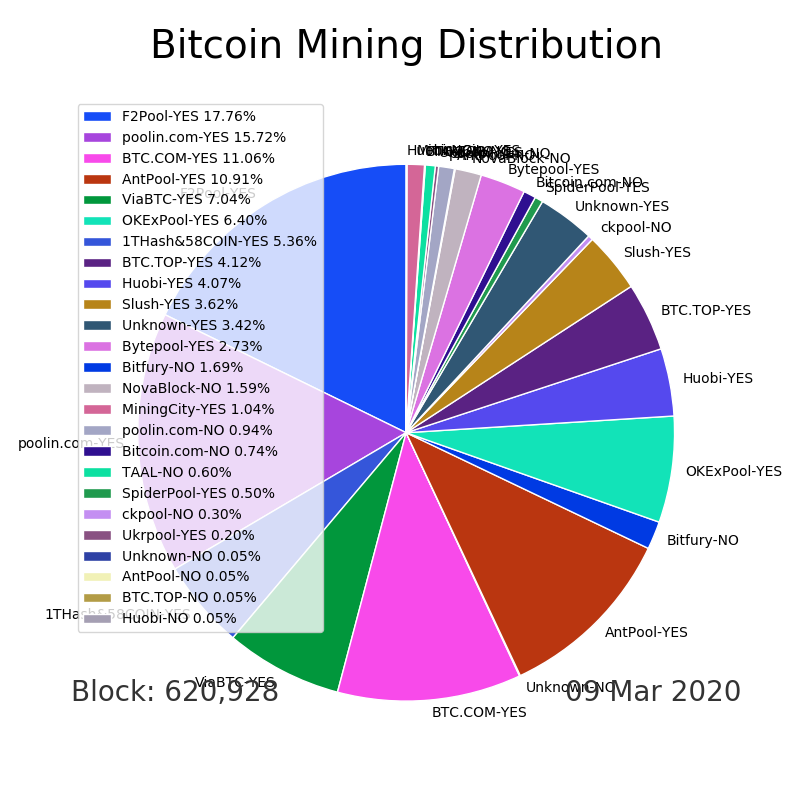 Bitcoin Mining Distribution
F2Pool-YES 17.76%
poolin.com-YES 15.72%
BTC.COM-YES 11.06%
AntPool-YES 10.91%
ViaBTC-YES 7.04%
OKExPool-YES 6.40%
1THash&58COIN-YES 5.36%
BTC.TOP-YES 4.12%
Huobi-YES 4.07%
Slush-YES 3.62%
Unknown-YES 3.42%
Bytepool-YES 2.73%
Bitfury-NO 1.69%
NovaBlock-NO 1.59%
MiningCity-YES 1.04%
poolin.com-NO 0.94%
Bitcoin.com-NO 0.74%
TAAL-NO 0.60%
SpiderPool-YES 0.50%
ckpool-NO 0.30%
Ukrpool-YES 0.20%
Unknown-NO 0.05%
AntPool-NO 0.05%
BTC.TOP-NO 0.05%
Huobi-NO 0.05%
NovaBlock-NO
Bytepool-YES
Bitcoin.com-NO
SpiderPool-YES
Unknown-YES
ckpool-NO
Slush-YES
BTC.TOP-YES
Huobi-YES
OKExPool-YES
Bitfury-NO
AntPool-YES
Unknown-NO
BTC.COM-YES
ViaBTC-YES
1THash&58COIN-YES
poolin.com-YES
F2Pool-YES
Block: 620,928
09 Mar 2020